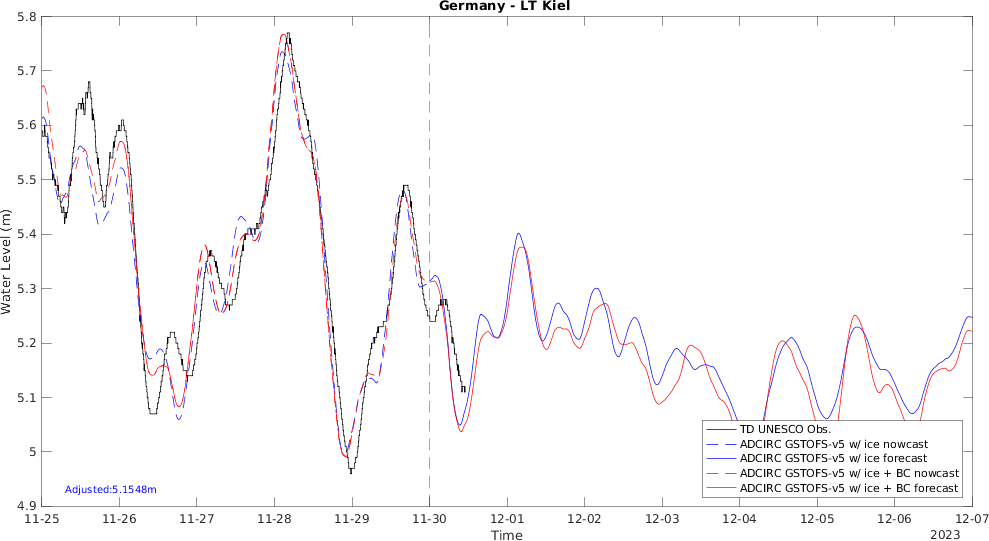 Germany - LT Kiel
5.8
5.7
5.6
5.5
5.4
5.3
5.2
5.1
5
4.9
Water Level (m)
Adjusted:5.1548m
TD UNESCO Obs.
ADCIRC GSTOFS-v5 w/ ice nowcast
ADCIRC GSTOFS-v5 w/ ice forecast
ADCIRC GSTOFS-v5 w/ ice + BC nowcast
ADCIRC GSTOFS-v5 w/ ice + BC forecast
11-25 11-26 11-27 11-28 11-29 11-30 12-01 12-02 12-03 12-04 12-05 12-06 12-07
Time
2023